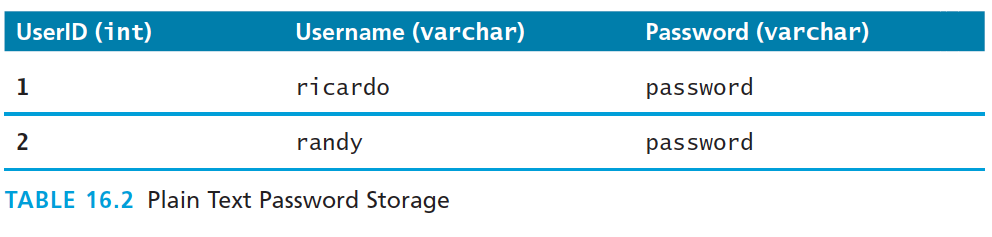 UserID (int) Username (varchar) Password (varchar)
1 ricardo password
2 randy password
TABLE 16.2 Plain Text Password Storage